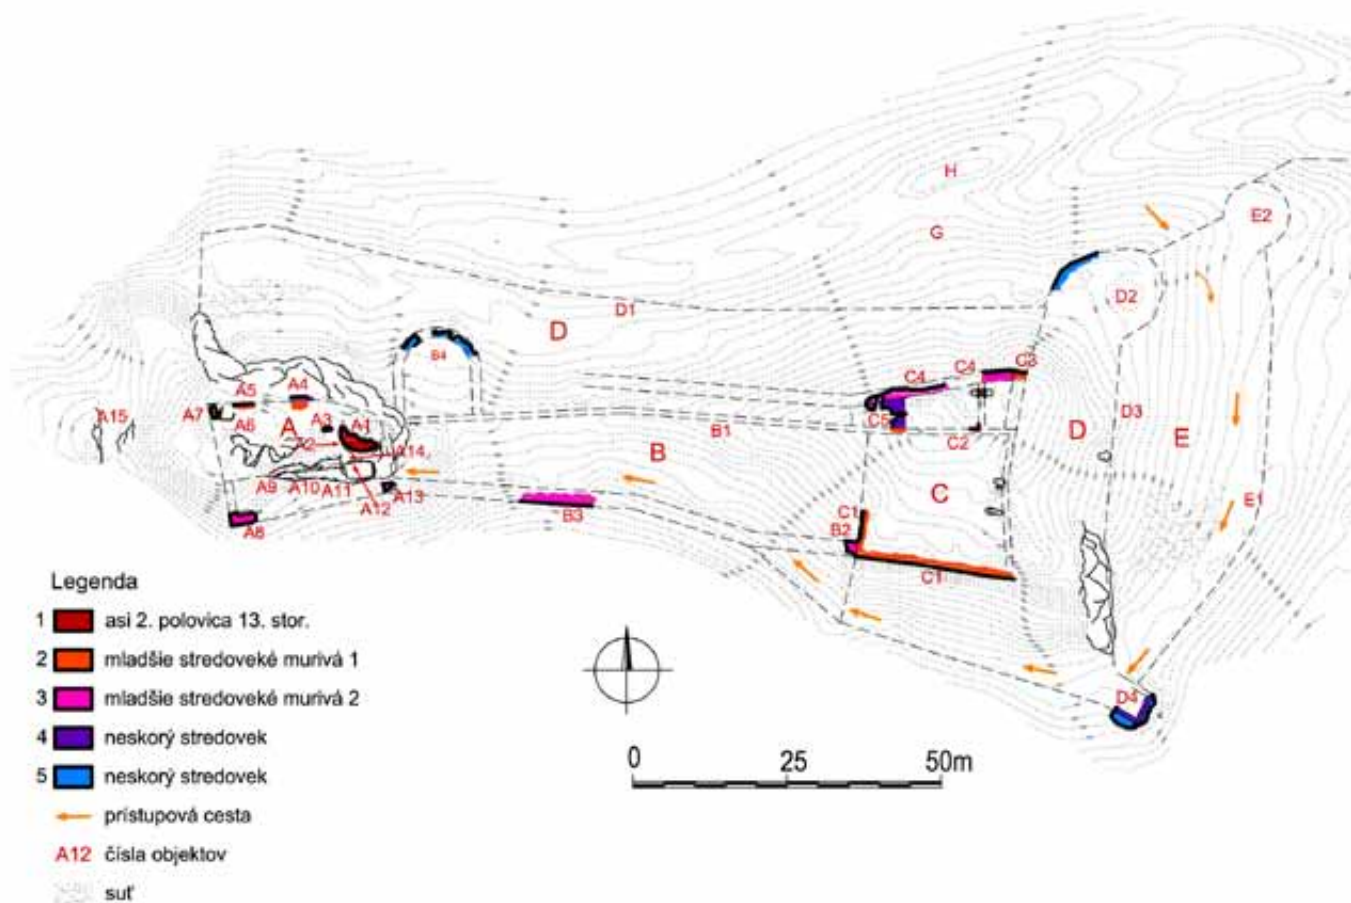 H
E2
G
D2
D1
D
B4
C3
C4
C4
A5
A4
A7
A15
A6
A
A3
A1
C5
C2
D3
D
E
B1
B
A14
C
A9
A10
A11
A12
A13
B3
C1
B2
C1
E1
A8
D4
Legenda
1 asi 2. polovica 13. stor.
2 mladšie stredoveké murivá 1
3 mladšie stredoveké murivá 2
4 neskorý stredovek
5 neskorý stredovek
prístupová cesta
A12 čísla objektov
suť
0 25 50m